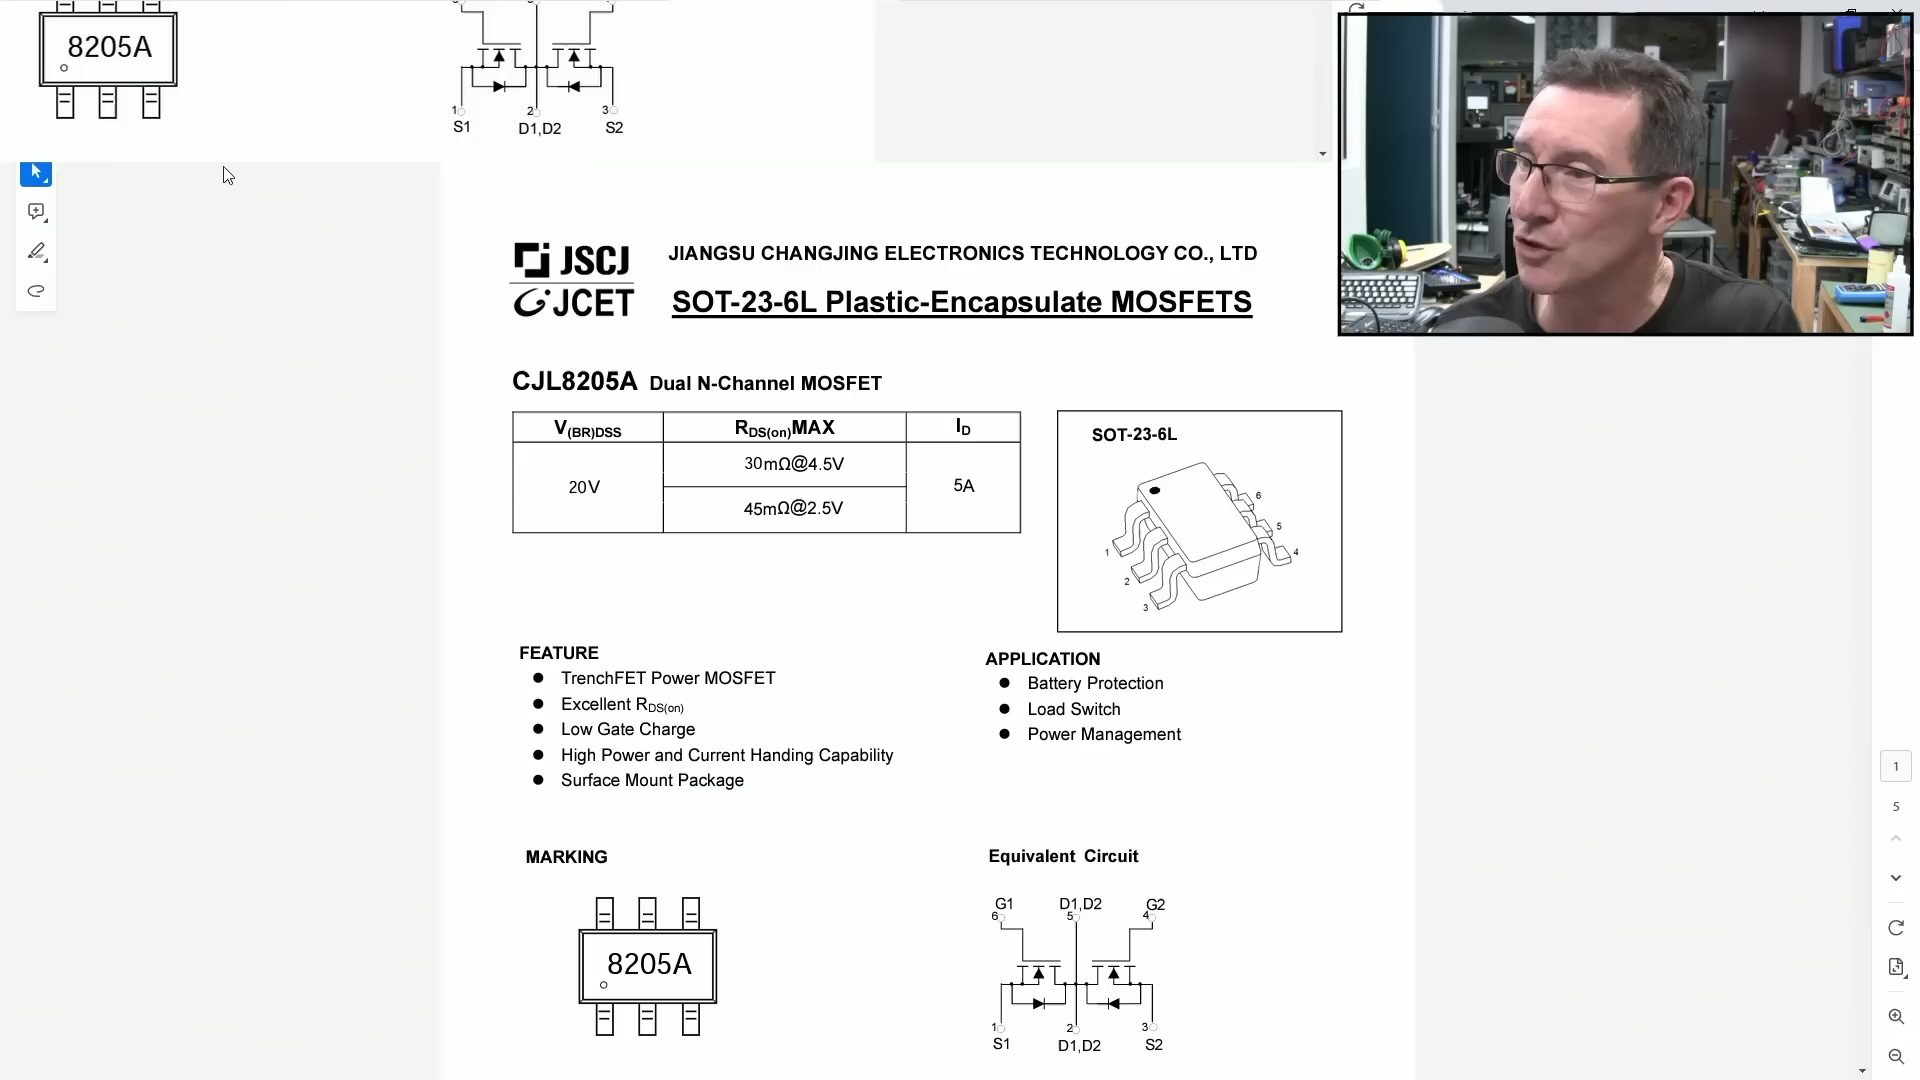 8205A
1 2 3
S1 D1,D2 S2
JSCJ JIANGSU CHANGJING ELECTRONICS TECHNOLOGY CO., LTD
JCET SOT-23-6L Plastic-Encapsulate MOSFETS
CJL8205A Dual N-Channel MOSFET
V(BR)DSS RDS(on)MAX ID
30mΩ@4.5V
20V 5A
45mΩ@2.5V
SOT-23-6L
6
5
1 4
2
3
FEATURE
● TrenchFET Power MOSFET
● Excellent RDS(on)
● Low Gate Charge
● High Power and Current Handing Capability
● Surface Mount Package
APPLICATION
● Battery Protection
● Load Switch
● Power Management
MARKING
8205A
Equivalent Circuit
G1 D1,D2 G2
6 5 4
1 2 3
S1 D1,D2 S2
1
5